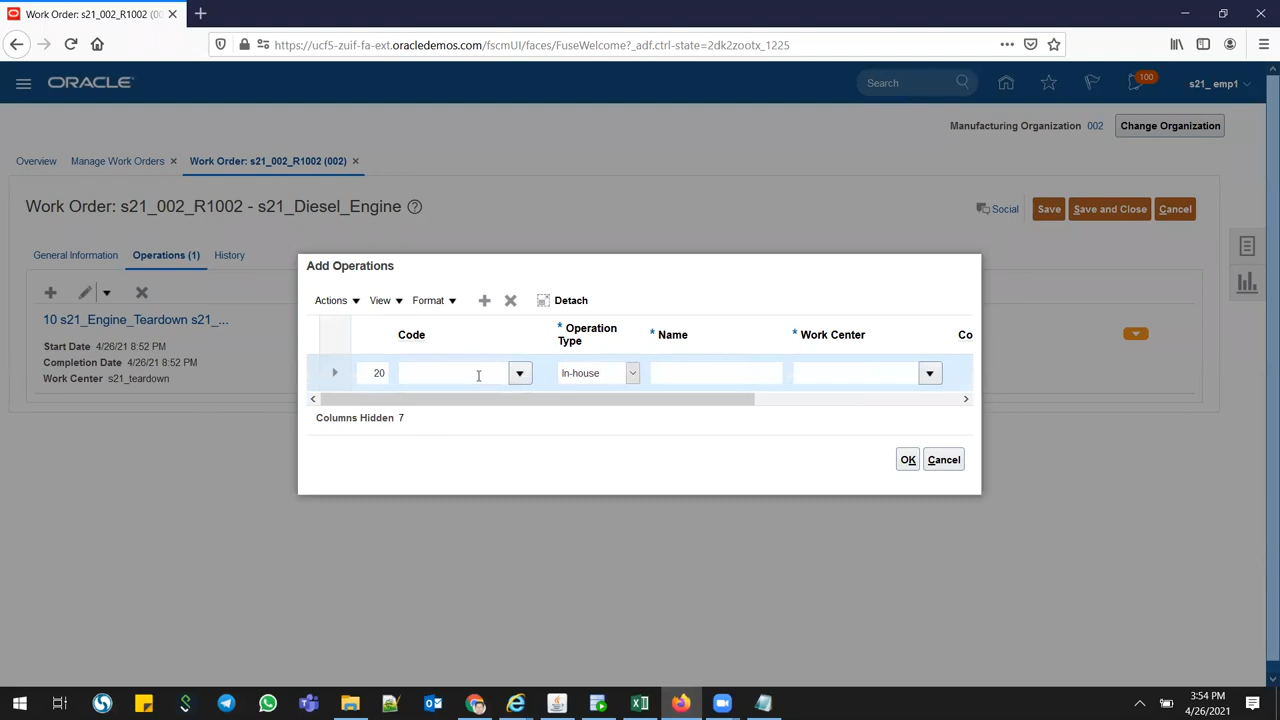 Work Order: s21_002_R1002 (00
https://ucf5-zuif-fa-ext.oracledemos.com/fscmUI/faces/FuseWelcome?_adf.ctrl-state=2dk2zootx_1225
ORACLE
Search
100
s21_ emp1
Manufacturing Organization 002
Change Organization
Overview
Manage Work Orders
Work Order: s21_002_R1002 (002)
Work Order: s21_002_R1002 - s21_Diesel_Engine
Social
Save
Save and Close
Cancel
General Information
Operations (1)
History
10 s21_Engine_Teardown s21_...
Start Date 4/26/21 8:52 PM
Completion Date 4/26/21 8:52 PM
Work Center s21_teardown
Add Operations
Actions
View
Format
Detach
Code
* Operation Type
* Name
* Work Center
Co
20
In-house
Columns Hidden 7
OK
Cancel
3:54 PM
4/26/2021